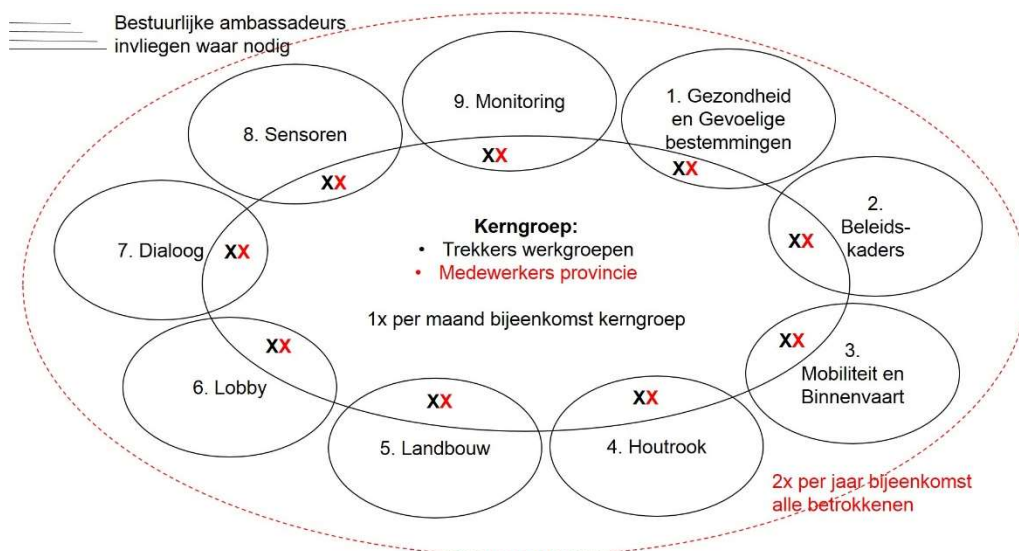 Bestuurlijke ambassadeurs
invliegen waar nodig
9. Monitoring
1. Gezondheid
en Gevoelige
bestemmingen
8. Sensoren
XX
XX
XX
2.
Beleids-
kaders
7. Dialoog
XX
XX
Kerngroep:
• Trekkers werkgroepen
• Medewerkers provincie
1x per maand bijeenkomst kerngroep
XX
XX
3.
Mobiliteit en
Binnenvaart
6. Lobby
XX
XX
5. Landbouw
4. Houtrook
2x per jaar bijeenkomst
alle betrokkenen